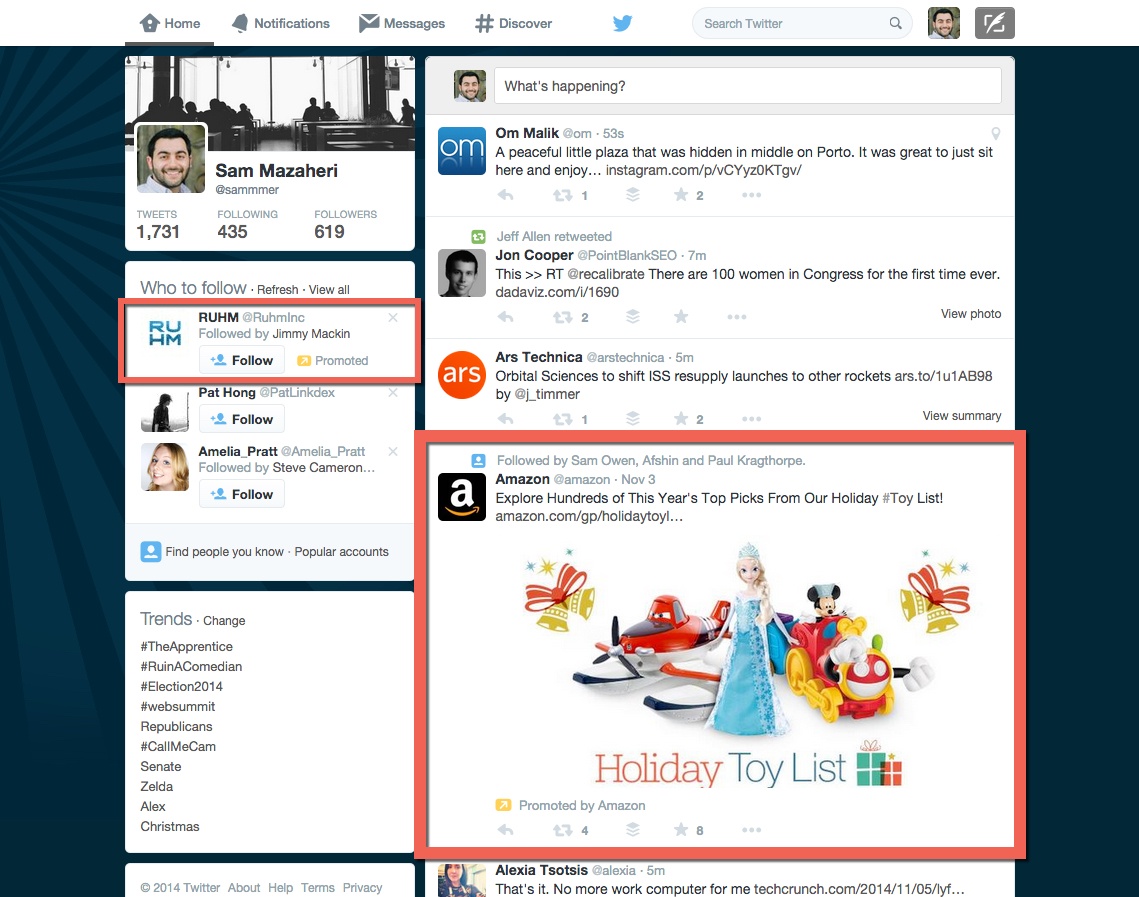 Home
Notifications
Messages
Discover
Search Twitter
Sam Mazaheri
@sammmer
TWEETS FOLLOWING FOLLOWERS
1,731 435 619
Who to follow · Refresh · View all
RUHM @RuhmInc
RU
HM
Followed by Jimmy Mackin
Follow Promoted
Pat Hong @PatLinkdex
Follow
Amelia_Pratt @Amelia_Pratt
Followed by Steve Cameron...
Follow
Find people you know · Popular accounts
Trends · Change
#TheApprentice
#RuinAComedian
#Election2014
#websummit
Republicans
#CallMeCam
Senate
Zelda
Alex
Christmas
© 2014 Twitter About Help Terms Privacy
What's happening?
om
Om Malik @om · 53s
A peaceful little plaza that was hidden in middle on Porto. It was great to just sit
here and enjoy… instagram.com/p/vCYyz0KTgv/
1 2
Jeff Allen retweeted
Jon Cooper @PointBlankSEO · 7m
This >> RT @recalibrate There are 100 women in Congress for the first time ever.
dadaviz.com/i/1690
2
View photo
ars
Ars Technica @arstechnica · 5m
Orbital Sciences to shift ISS resupply launches to other rockets ars.to/1u1AB98
by @j_timmer
1 2
View summary
Followed by Sam Owen, Afshin and Paul Kragthorpe.
a
Amazon @amazon · Nov 3
Explore Hundreds of This Year's Top Picks From Our Holiday #Toy List!
amazon.com/gp/holidaytoyl…
Holiday Toy List
Promoted by Amazon
4 8
Alexia Tsotsis @alexia · 5m
That's it. No more work computer for me techcrunch.com/2014/11/05/lyf…